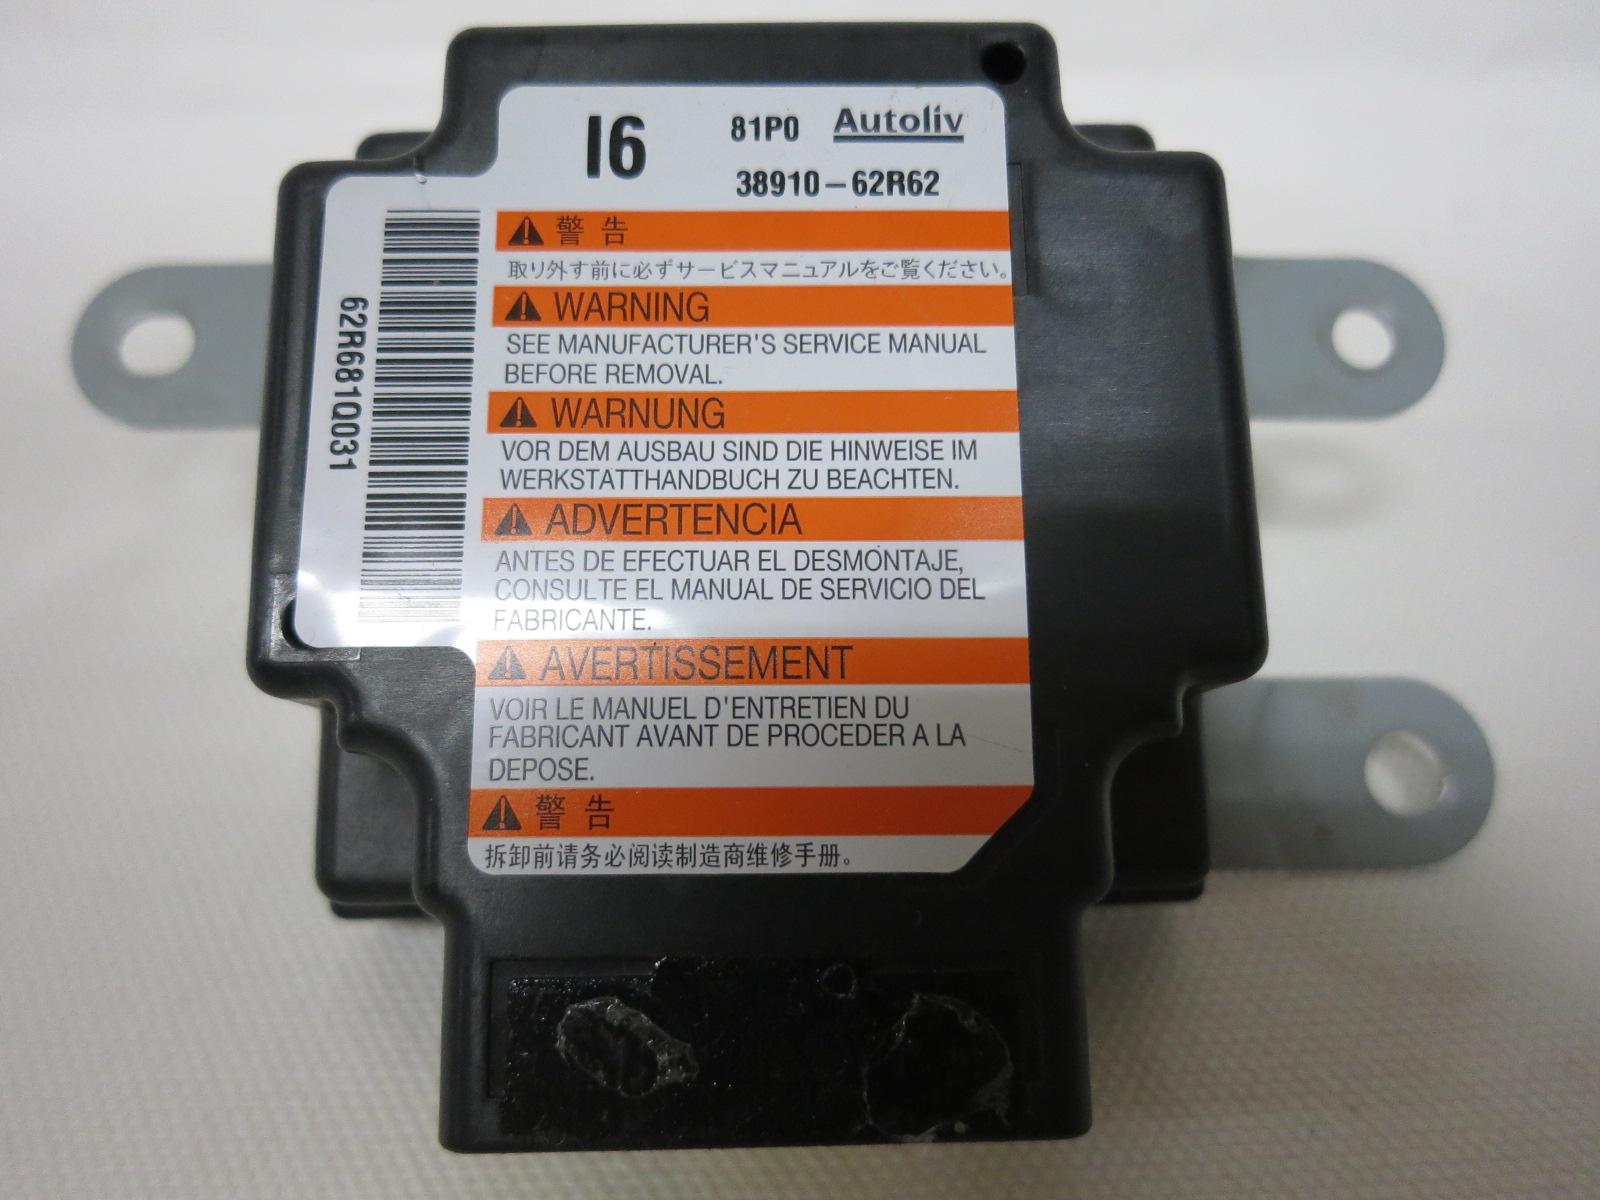 I6
81P0 Autoliv
38910-62R62
62R681Q031
警告
取り外す前に必ずサービスマニュアルをご覧ください。
WARNING
SEE MANUFACTURER'S SERVICE MANUAL
BEFORE REMOVAL.
WARNUNG
VOR DEM AUSBAU SIND DIE HINWEISE IM
WERKSTATTHANDBUCH ZU BEACHTEN.
ADVERTENCIA
ANTES DE EFECTUAR EL DESMONTAJE,
CONSULTE EL MANUAL DE SERVICIO DEL
FABRICANTE.
AVERTISSEMENT
VOIR LE MANUEL D'ENTRETIEN DU
FABRICANT AVANT DE PROCEDER A LA
DEPOSE.
警告
拆卸前请务必阅读制造商维修手册。